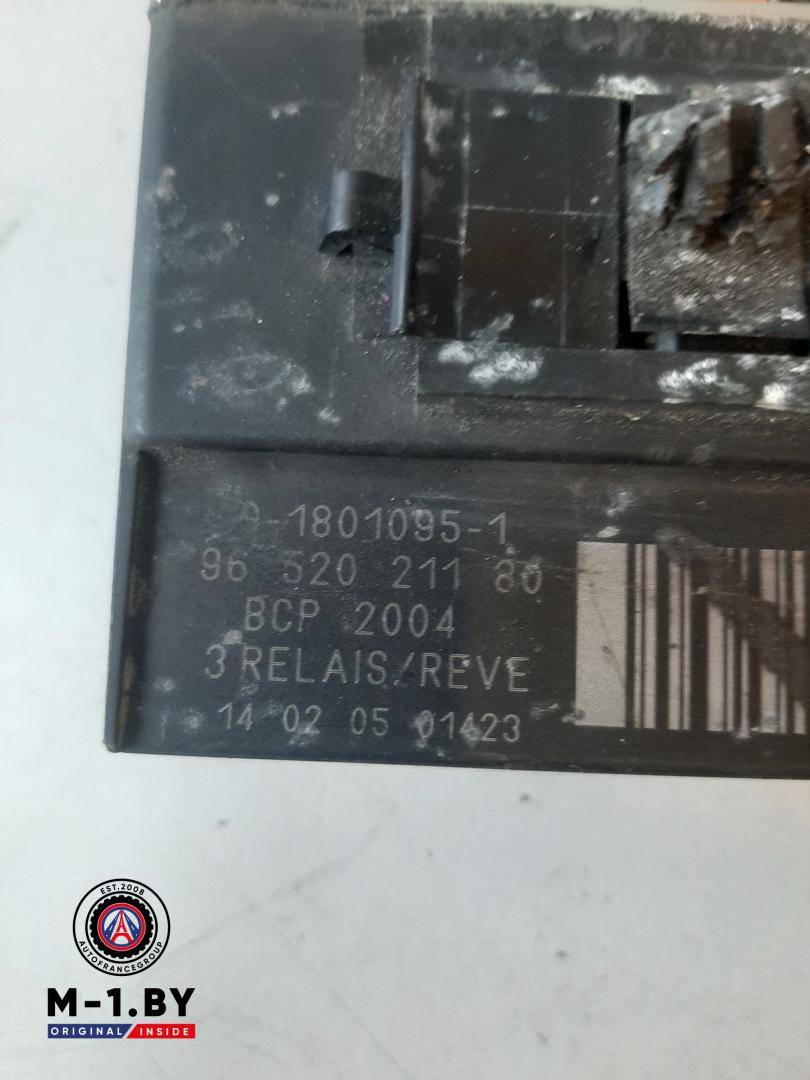 -1801095-1
96 520 211 80
BCP 2004
3 RELAIS/REVE
14 02 05 01423
EST.2008
AUTOFRANCEGROUP
M-1.BY
ORIGINAL INSIDE